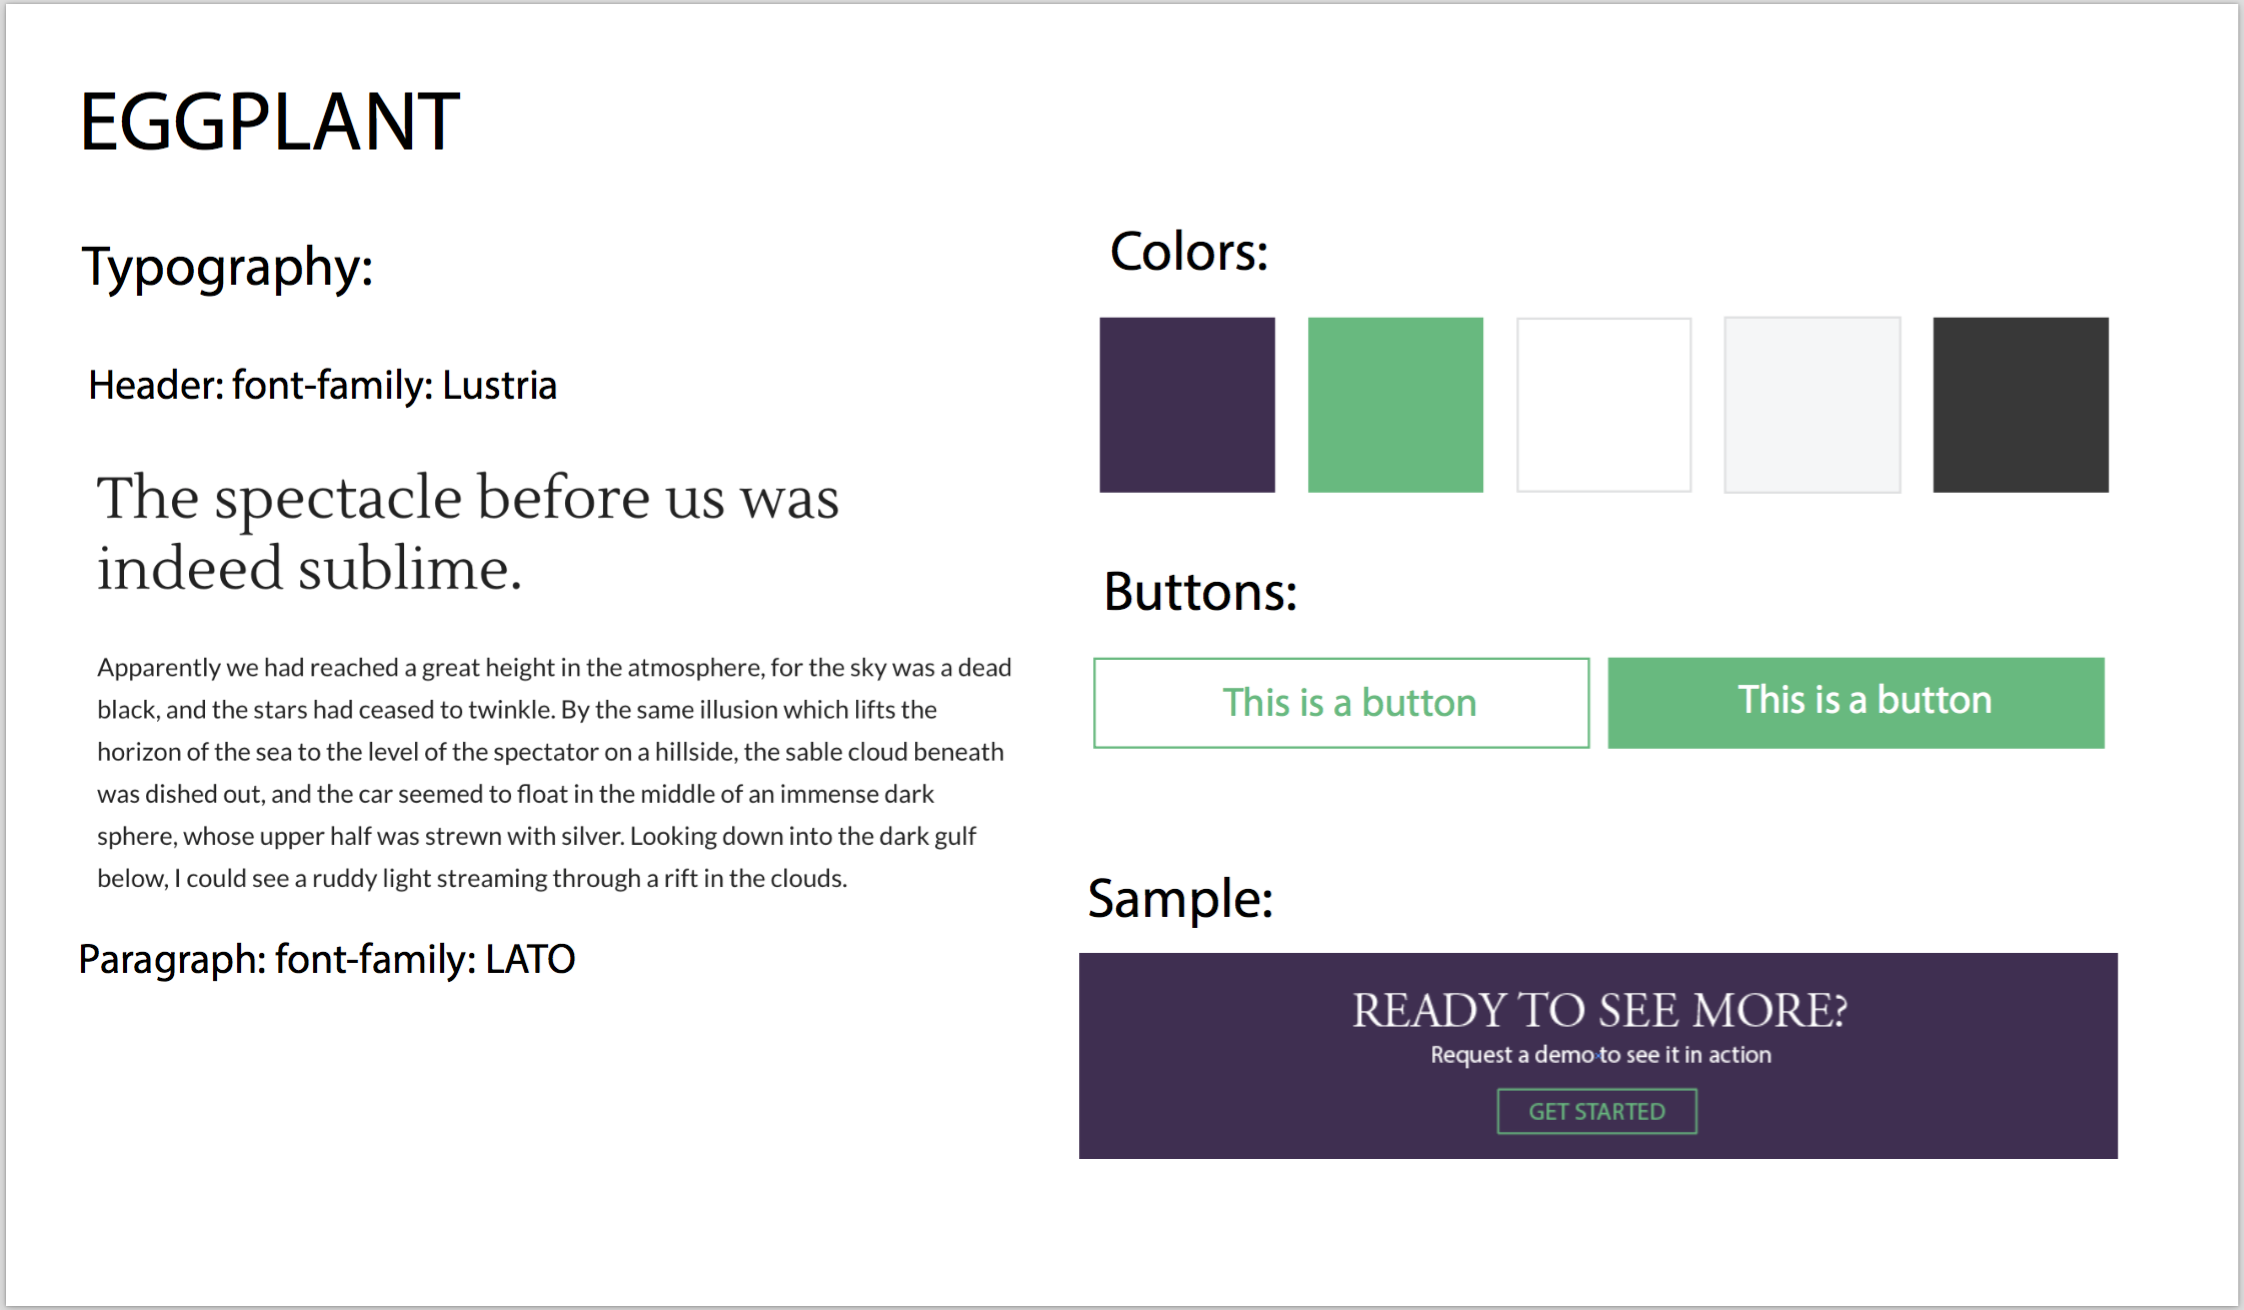 EGGPLANT
Typography:
Header: font-family: Lustria
The spectacle before us was
indeed sublime.
Apparently we had reached a great height in the atmosphere, for the sky was a dead
black, and the stars had ceased to twinkle. By the same illusion which lifts the
horizon of the sea to the level of the spectator on a hillside, the sable cloud beneath
was dished out, and the car seemed to float in the middle of an immense dark
sphere, whose upper half was strewn with silver. Looking down into the dark gulf
below, I could see a ruddy light streaming through a rift in the clouds.
Paragraph: font-family: LATO
Colors:
Buttons:
This is a button
This is a button
Sample:
READY TO SEE MORE?
Request a demo to see it in action
GET STARTED